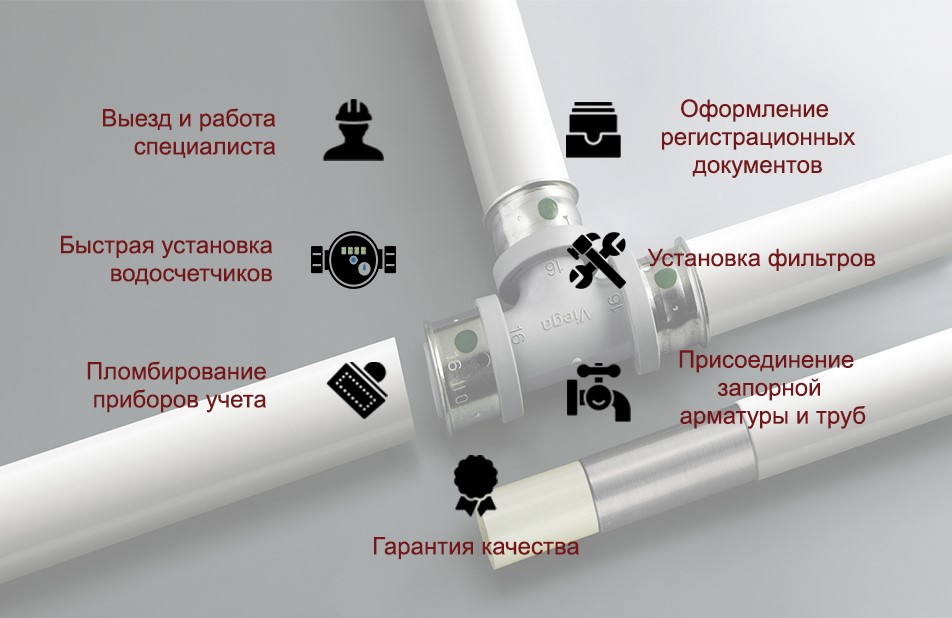 Выезд и работа
специалиста
Оформление
регистрационных
документов
Быстрая установка
водосчетчиков
Установка фильтров
16
16
Viega
16
16
Пломбирование
приборов учета
Присоединение
запорной
арматуры и труб
Гарантия качества